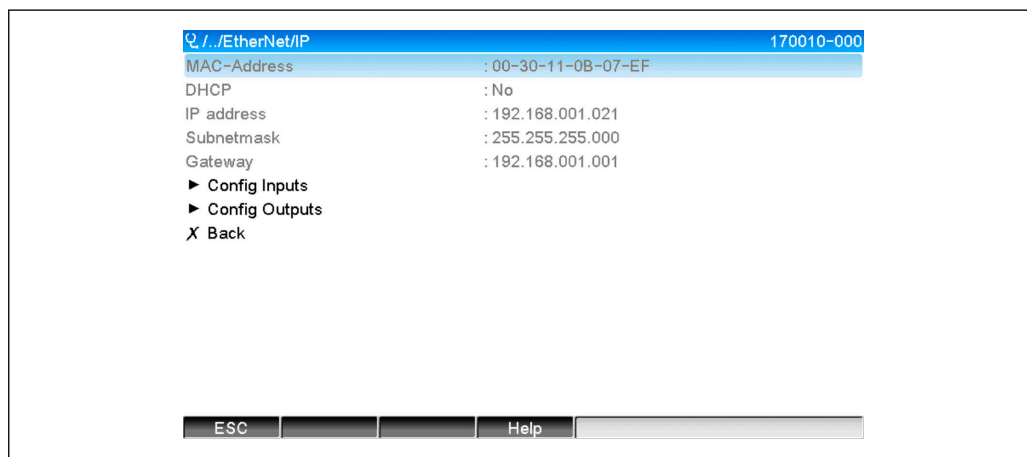 /../EtherNet/IP 170010-000
MAC-Address : 00-30-11-0B-07-EF
DHCP : No
IP address : 192.168.001.021
Subnetmask : 255.255.255.000
Gateway : 192.168.001.001
► Config Inputs
► Config Outputs
X Back
ESC Help